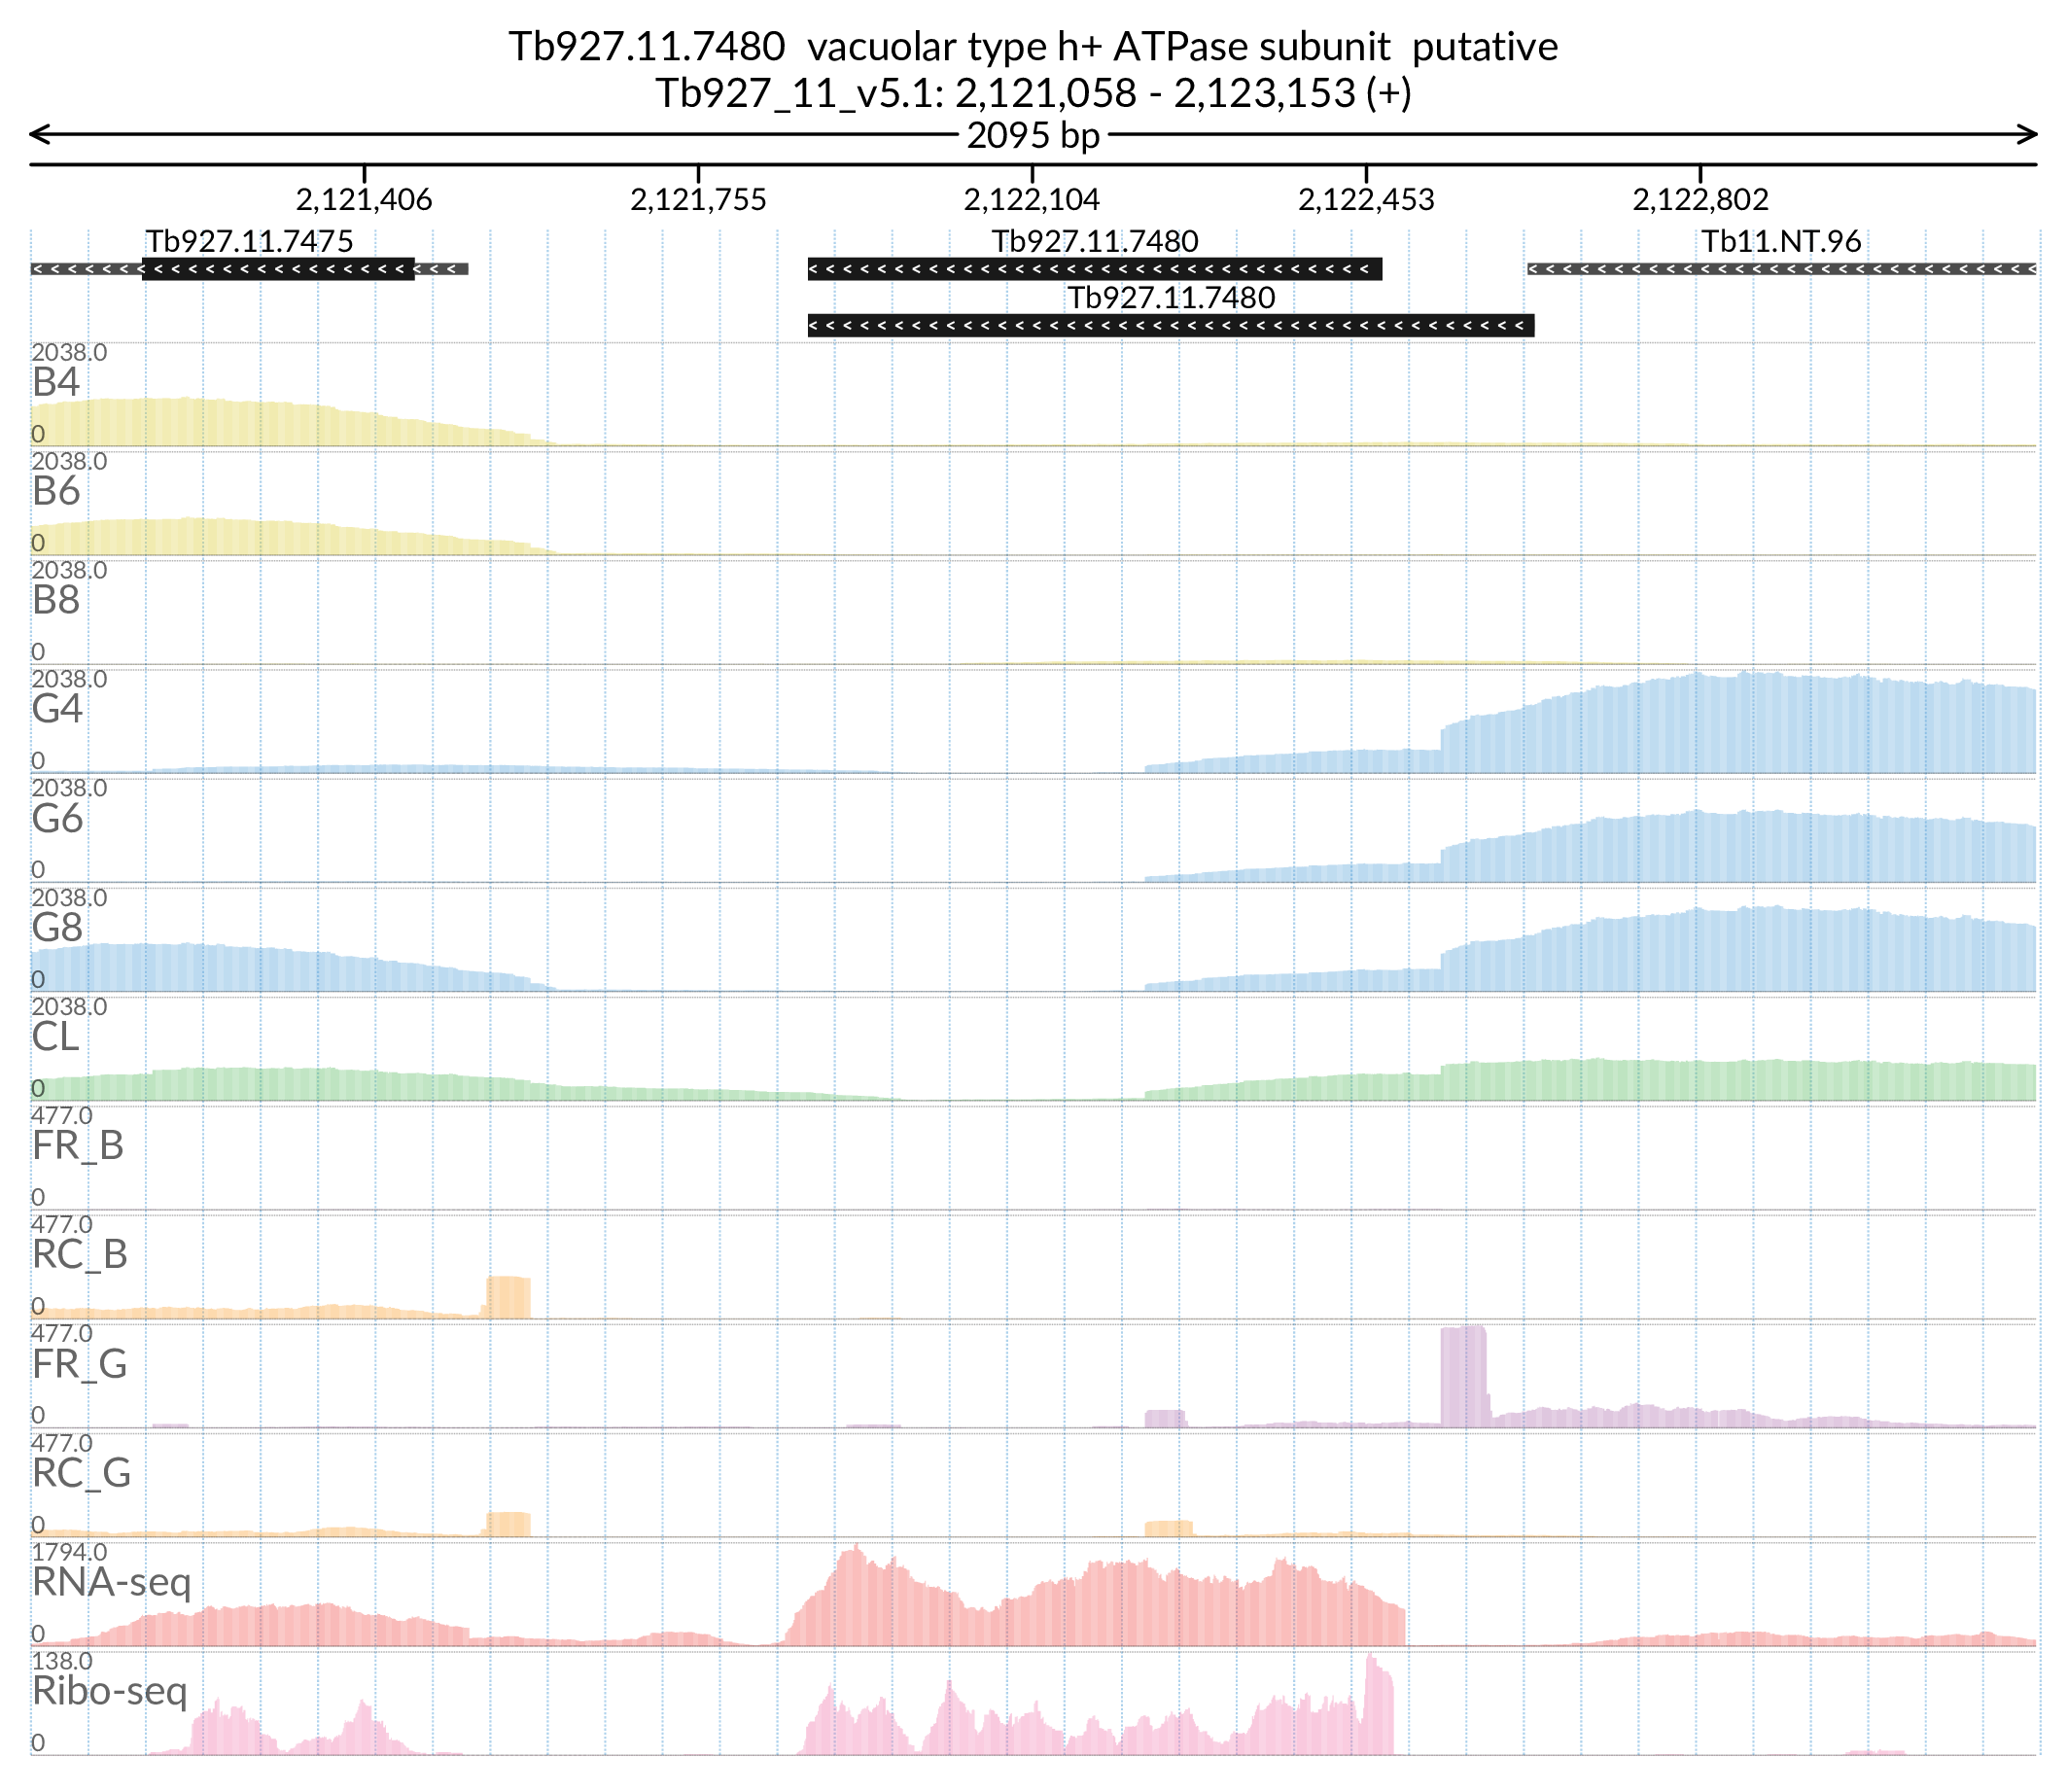 Tb927.11.7480 vacuolar type h+ ATPase subunit putative
Tb927_11_v5.1: 2,121,058 - 2,123,153 (+)
2095 bp
2,121,406 2,121,755 2,122,104 2,122,453 2,122,802
Tb927.11.7475 Tb927.11.7480 Tb11.NT.96
Tb927.11.7480
2038.0
B4
0
2038.0
B6
0
2038.0
B8
0
2038.0
G4
0
2038.0
G6
0
2038.0
G8
0
2038.0
CL
0
477.0
FR_B
0
477.0
RC_B
0
477.0
FR_G
0
477.0
RC_G
0
1794.0
RNA-seq
0
138.0
Ribo-seq
0